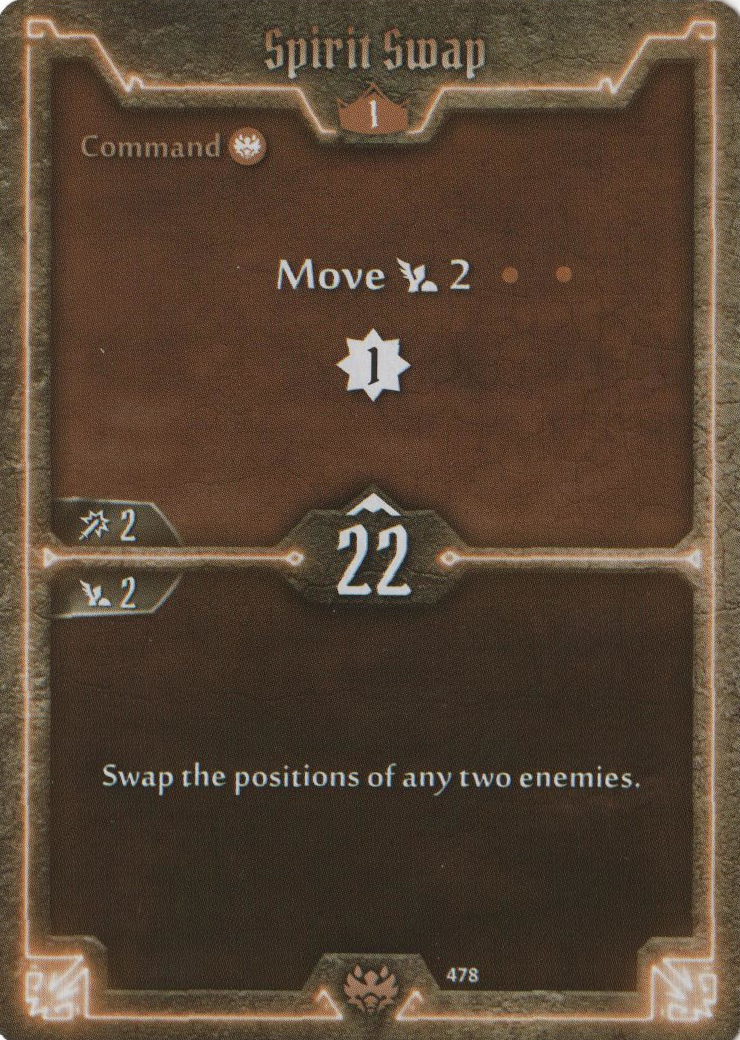 Spirit Swap
1
Command
Move 2
1
2
22
2
Swap the positions of any two enemies.
478